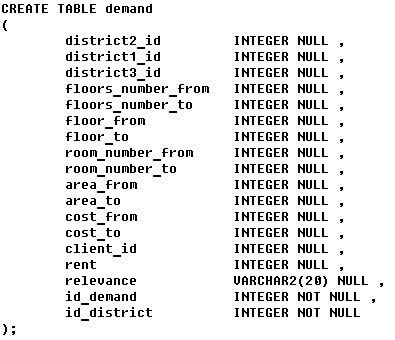 CREATE TABLE demand
(
district2_id INTEGER NULL ,
district1_id INTEGER NULL ,
district3_id INTEGER NULL ,
floors_number_from INTEGER NULL ,
floors_number_to INTEGER NULL ,
floor_from INTEGER NULL ,
floor_to INTEGER NULL ,
room_number_from INTEGER NULL ,
room_number_to INTEGER NULL ,
area_from INTEGER NULL ,
area_to INTEGER NULL ,
cost_from INTEGER NULL ,
cost_to INTEGER NULL ,
client_id INTEGER NULL ,
rent INTEGER NULL ,
relevance VARCHAR2(20) NULL ,
id_demand INTEGER NOT NULL ,
id_district INTEGER NOT NULL
);